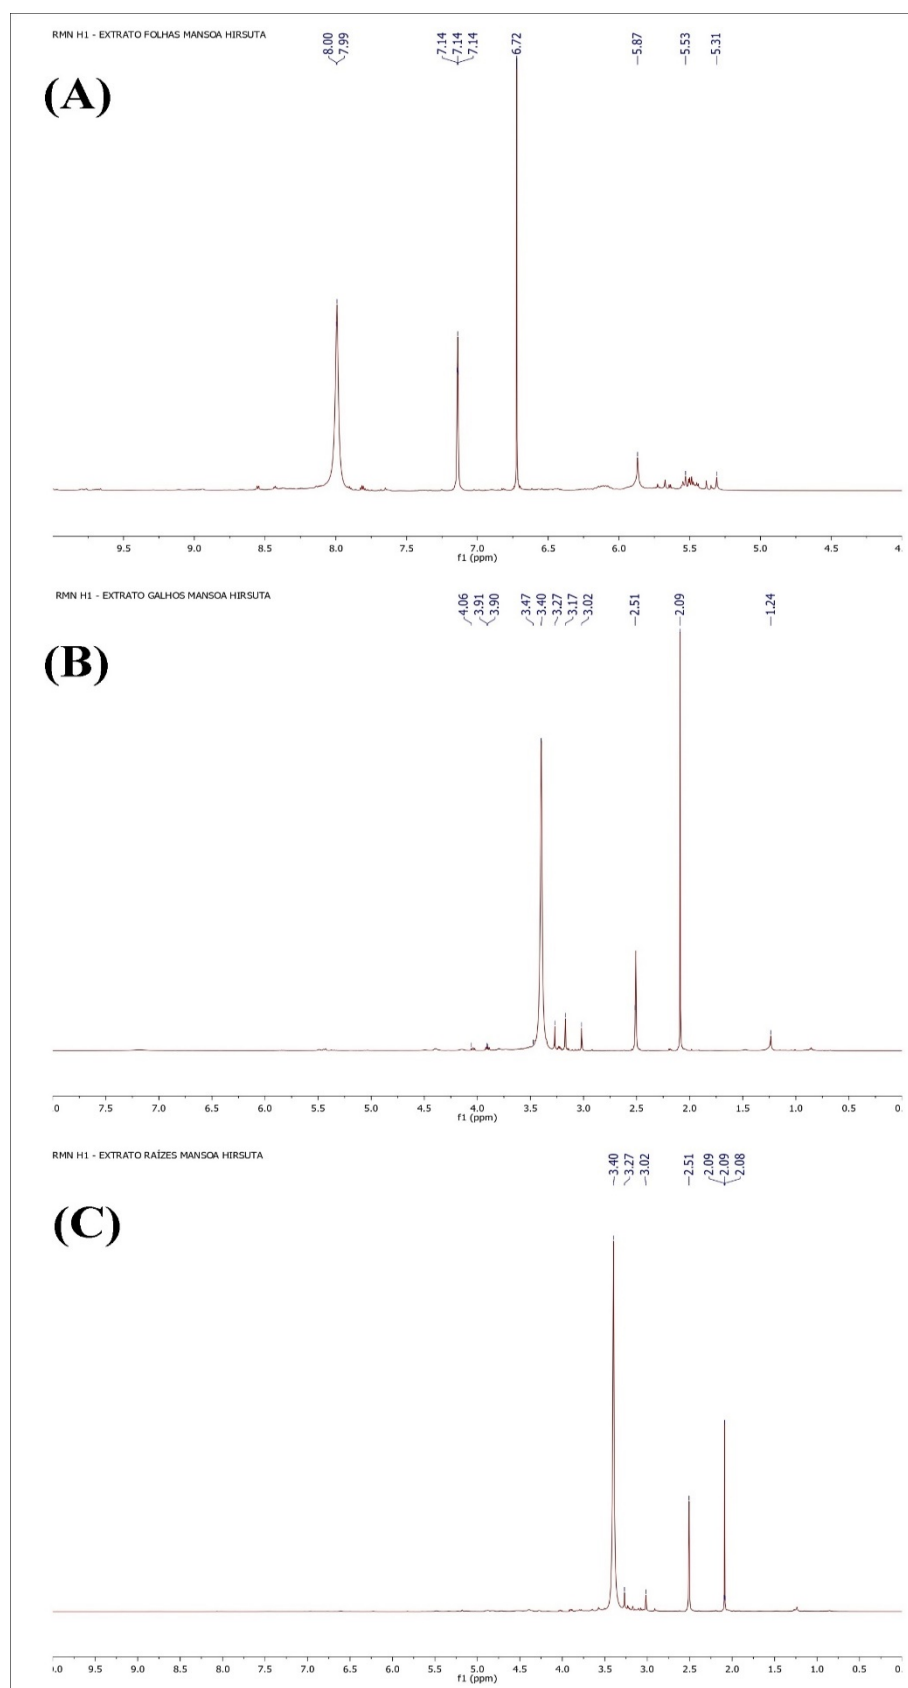 RMN H1 - EXTRATO FOLHAS MANSOA HIRSUTA
8.00 7.99 7.14 7.14 7.14 6.72 5.87 5.53 5.31
(A)
9.5 9.0 8.5 8.0 7.5 7.0 6.5 6.0 5.5 5.0 4.5 4.
f1 (ppm)
RMN H1 - EXTRATO GALHOS MANSOA HIRSUTA
4.06 3.91 3.90 3.47 3.40 3.27 3.17 3.02 2.51 2.09 1.24
(B)
.0 7.5 7.0 6.5 6.0 5.5 5.0 4.5 4.0 3.5 3.0 2.5 2.0 1.5 1.0 0.5 0.
f1 (ppm)
RMN H1 - EXTRATO RAÍZES MANSOA HIRSUTA
3.40 3.27 3.02 2.51 2.09 2.09 2.08
(C)
.0 9.5 9.0 8.5 8.0 7.5 7.0 6.5 6.0 5.5 5.0 4.5 4.0 3.5 3.0 2.5 2.0 1.5 1.0 0.5 0.
f1 (ppm)